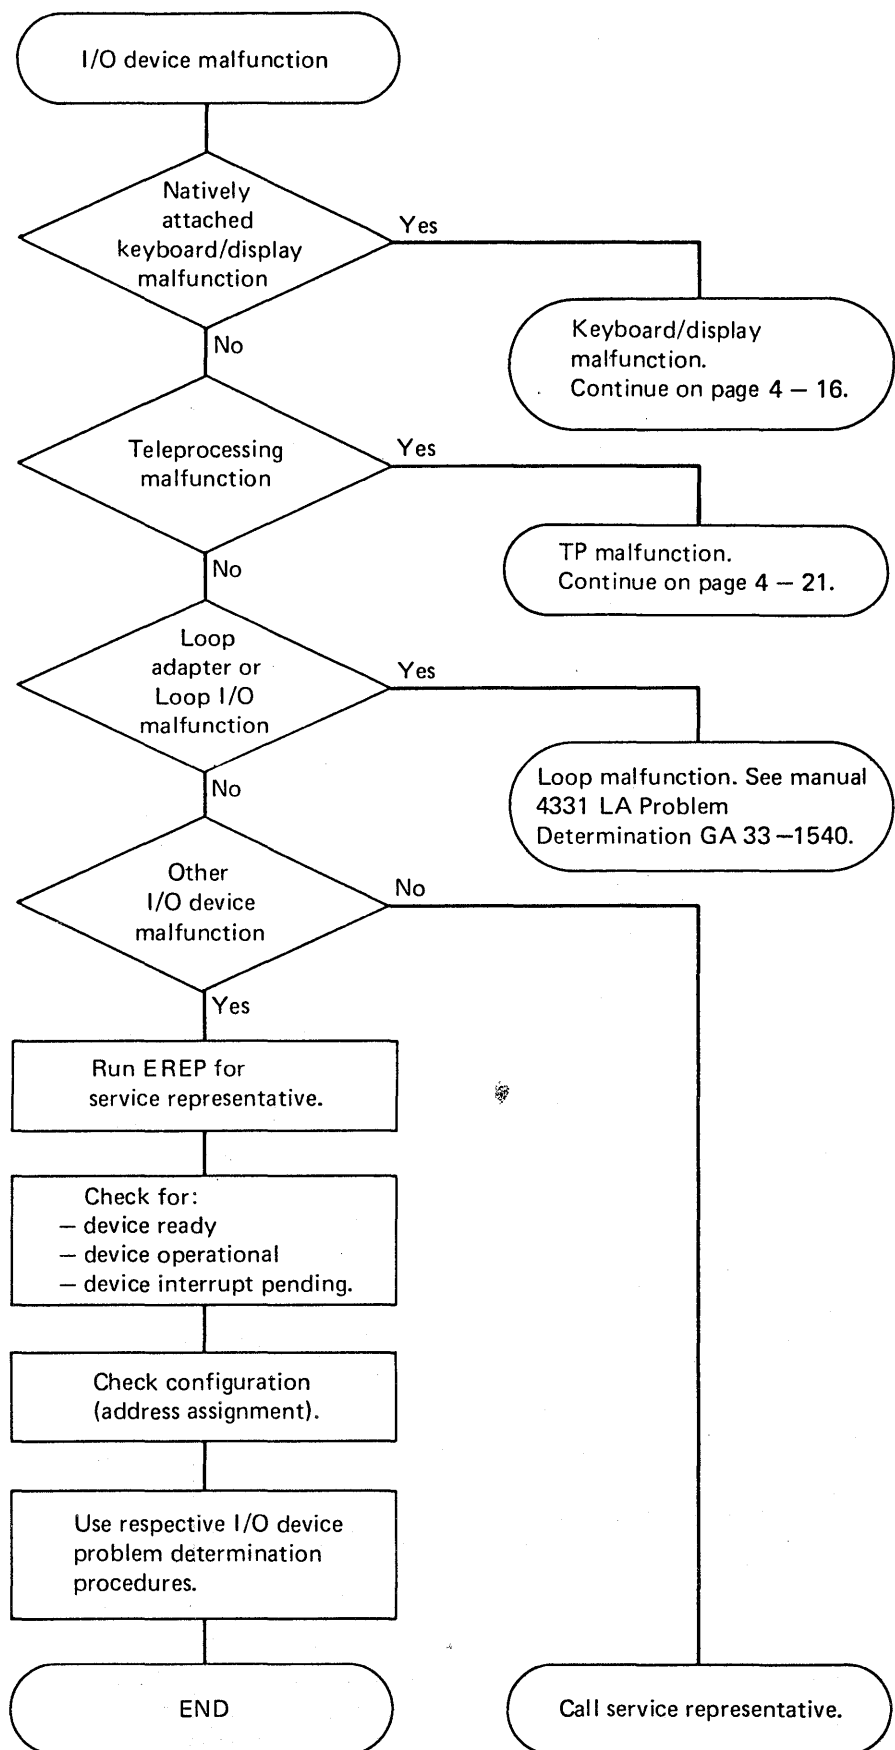 I/O device malfunction
Natively
attached
keyboard/display
malfunction
Yes
No
Keyboard/display
malfunction.
Continue on page 4 – 16.
Teleprocessing
malfunction
Yes
No
TP malfunction.
Continue on page 4 – 21.
Loop
adapter or
Loop I/O
malfunction
Yes
No
Loop malfunction. See manual
4331 LA Problem
Determination GA 33–1540.
Other
I/O device
malfunction
No
Yes
Run EREP for
service representative.
Check for:
– device ready
– device operational
– device interrupt pending.
Check configuration
(address assignment).
Use respective I/O device
problem determination
procedures.
END
Call service representative.